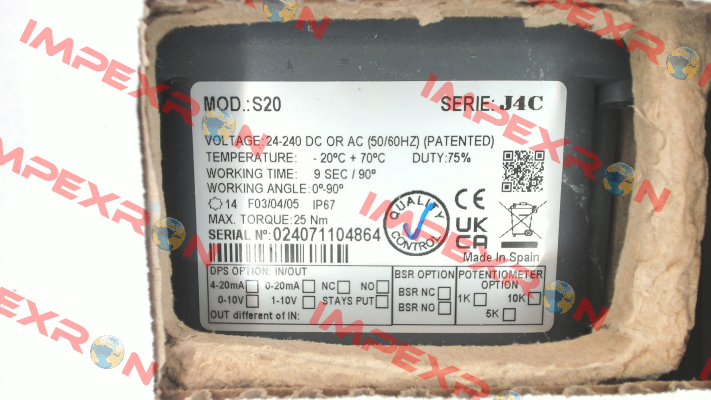 MOD.:S20 SERIE: J4C
VOLTAGE: 24-240 DC OR AC (50/60HZ) (PATENTED)
TEMPERATURE: - 20ºC + 70ºC DUTY: 75%
WORKING TIME: 9 SEC / 90º
WORKING ANGLE: 0º-90º
14 F03/04/05 IP67
MAX. TORQUE: 25 Nm
SERIAL Nº: 024071104864
QUALITY CONTROL
CE
UK CA
Made In Spain
DPS OPTION: IN/OUT
4-20mA 0-20mA NC NO
0-10V 1-10V STAYS PUT
OUT different of IN:
BSR OPTION
BSR NC
BSR NO
POTENTIOMETER OPTION
1K 10K
5K
IMPEXRON
IMPEXRON
IMPEXRON
IMPEXRON
IMPEXRON